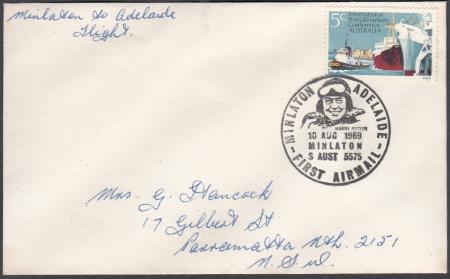 Minlaton to Adelaide
Flight.
5c
International
Ports & Harbors
Conference
AUSTRALIA
MINLATON ADELAIDE
HARRY BUTLER
10 AUG 1969
MINLATON
S AUST 5575
FIRST AIRMAIL
Mrs. G. Hancock
17 Gilbert St
Parramatta Nth. 2151
N.S.W.